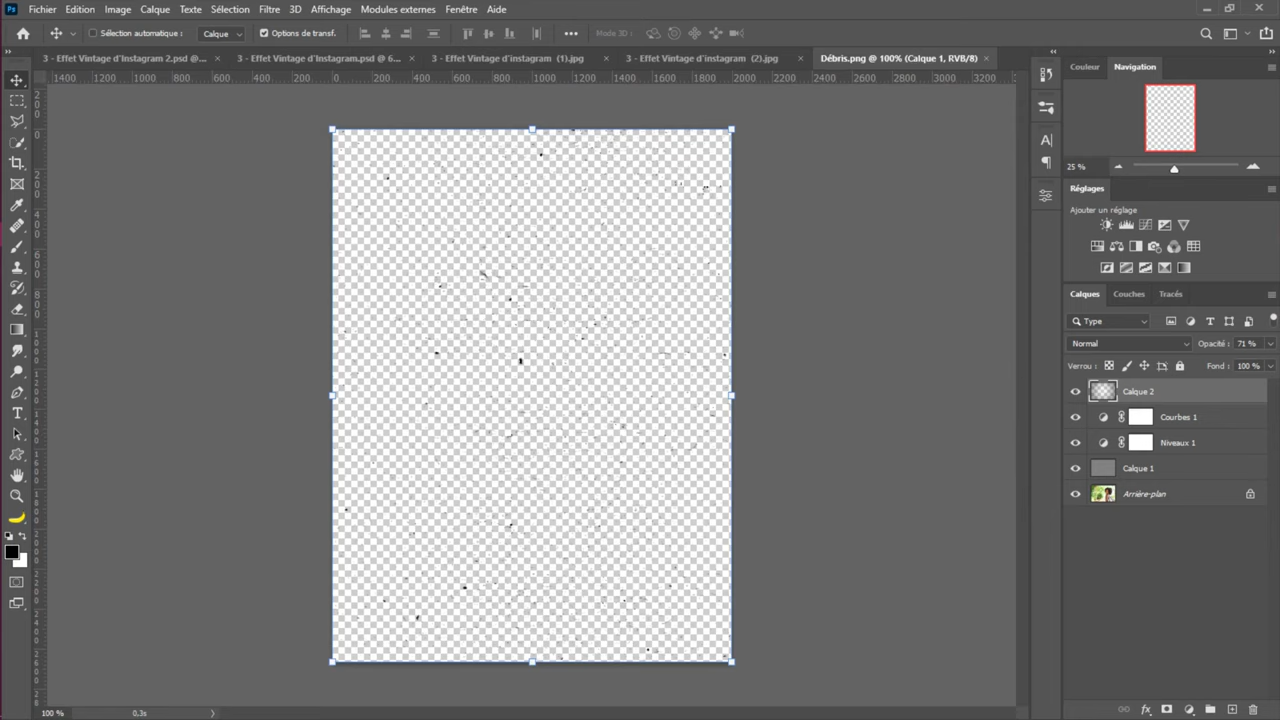 Ps Fichier Edition Image Calque Texte Sélection Filtre 3D Affichage Modules externes Fenêtre Aide
Sélection automatique : Calque Options de transf. Mode 3D :
3 - Effet Vintage d'Instagram 2.psd @... × 3 - Effet Vintage d'Instagram.psd @ 6... × 3 - Effet Vintage d'instagram (1).jpg × 3 - Effet Vintage d'instagram (2).jpg × Débris.png @ 100% (Calque 1, RVB/8) ×
1400 1200 1000 800 600 400 200 0 200 400 600 800 1000 1200 1400 1600 1800 2000 2200 2400 2600 2800 3000 3200
Couleur Navigation
25 %
Réglages
Ajouter un réglage
Calques Couches Tracés
Type
Normal Opacité : 71 %
Verrou : Fond : 100 %
Calque 2
Courbes 1
Niveaux 1
Calque 1
Arrière-plan
100 % 0.3s